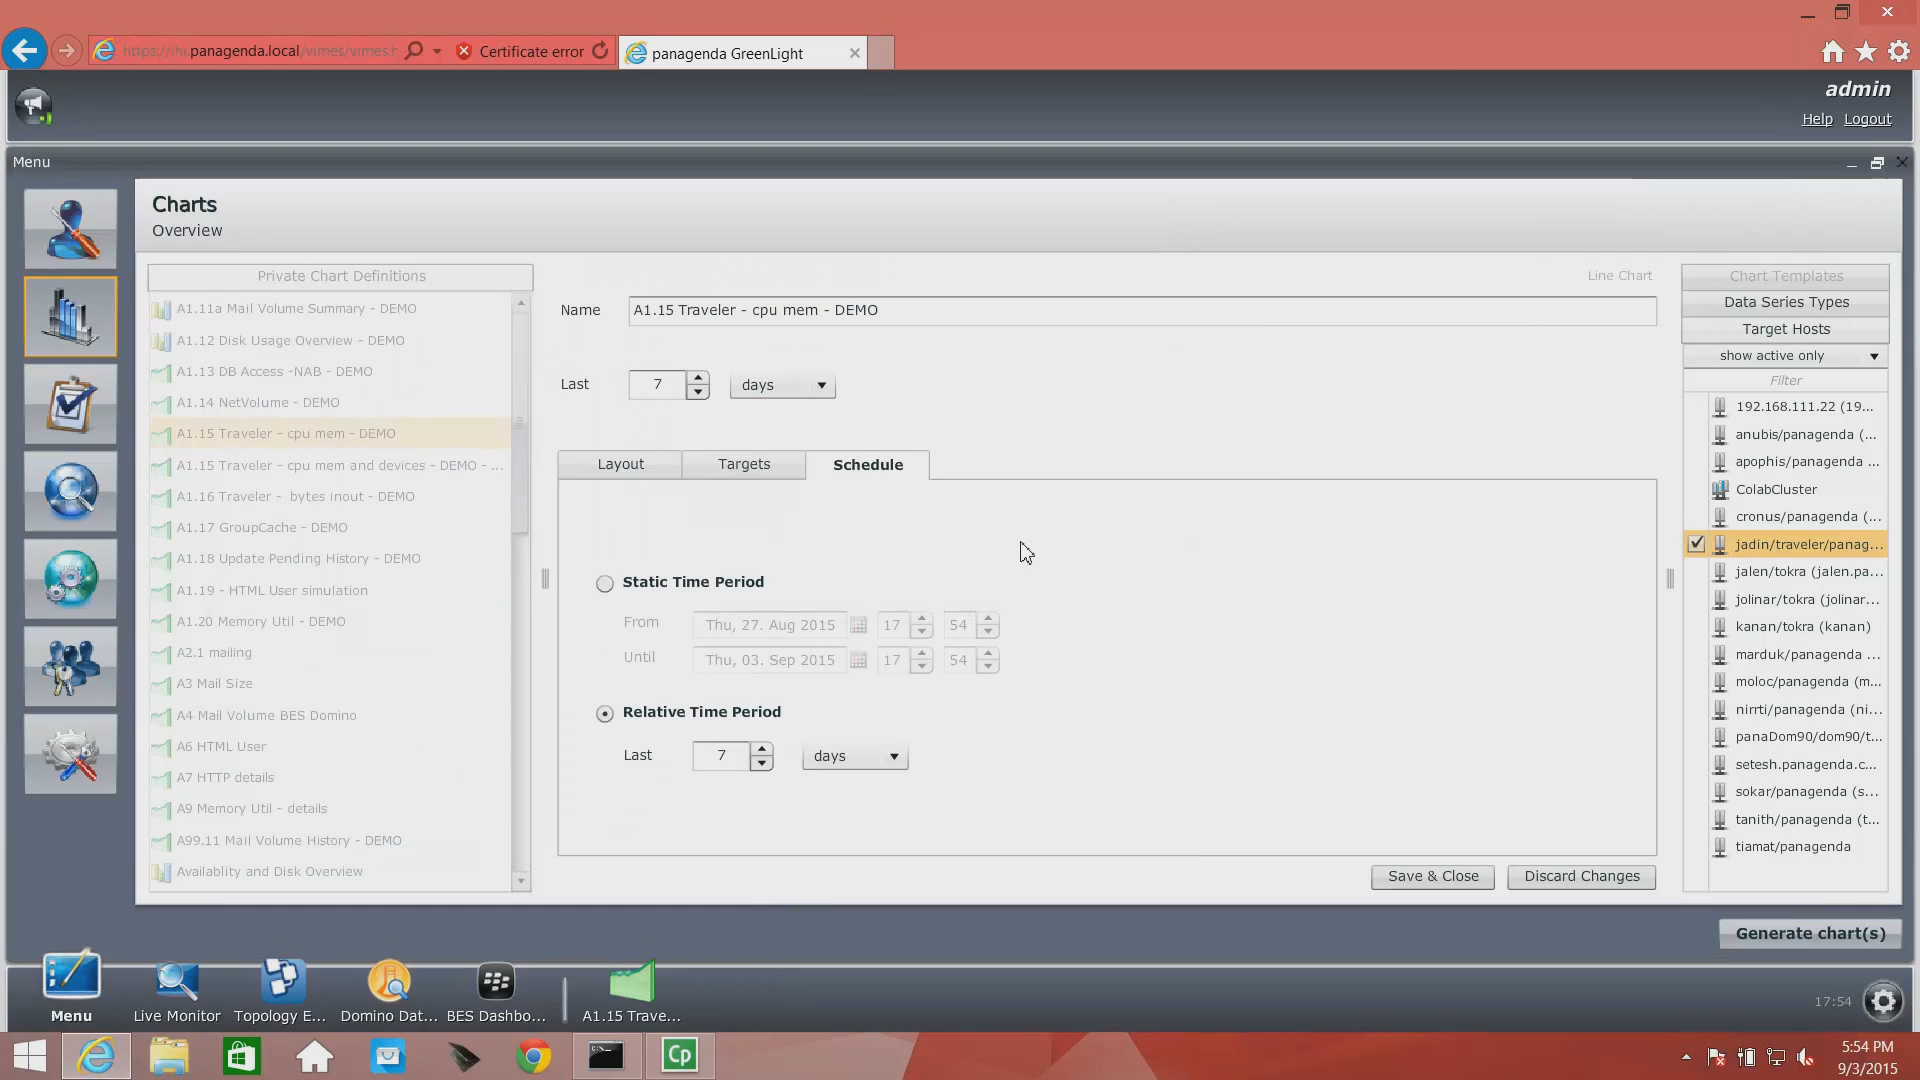 https://ihi.panagenda.local/vimes/vimes.h
Certificate error
panagenda GreenLight
admin
Help Logout
Menu
Charts
Overview
Private Chart Definitions
A1.11a Mail Volume Summary - DEMO
A1.12 Disk Usage Overview - DEMO
A1.13 DB Access -NAB - DEMO
A1.14 NetVolume - DEMO
A1.15 Traveler - cpu mem - DEMO
A1.15 Traveler - cpu mem and devices - DEMO - ...
A1.16 Traveler - bytes inout - DEMO
A1.17 GroupCache - DEMO
A1.18 Update Pending History - DEMO
A1.19 - HTML User simulation
A1.20 Memory Util - DEMO
A2.1 mailing
A3 Mail Size
A4 Mail Volume BES Domino
A6 HTML User
A7 HTTP details
A9 Memory Util - details
A99.11 Mail Volume History - DEMO
Availablity and Disk Overview
Line Chart
Name A1.15 Traveler - cpu mem - DEMO
Last 7 days
Layout Targets Schedule
Static Time Period
From Thu, 27. Aug 2015 17 54
Until Thu, 03. Sep 2015 17 54
Relative Time Period
Last 7 days
Save & Close Discard Changes
Chart Templates
Data Series Types
Target Hosts
show active only
Filter
192.168.111.22 (19...
anubis/panagenda (...
apophis/panagenda ...
ColabCluster
cronus/panagenda (...
jadin/traveler/panag...
jalen/tokra (jalen.pa...
jolinar/tokra (jolinar...
kanan/tokra (kanan)
marduk/panagenda ...
moloc/panagenda (m...
nirrti/panagenda (ni...
panaDom90/dom90/t...
setesh.panagenda.c...
sokar/panagenda (s...
tanith/panagenda (t...
tiamat/panagenda
Generate chart(s)
Menu
Live Monitor
Topology E...
Domino Dat...
BES Dashbo...
A1.15 Trave...
17:54
Cp
5:54 PM
9/3/2015